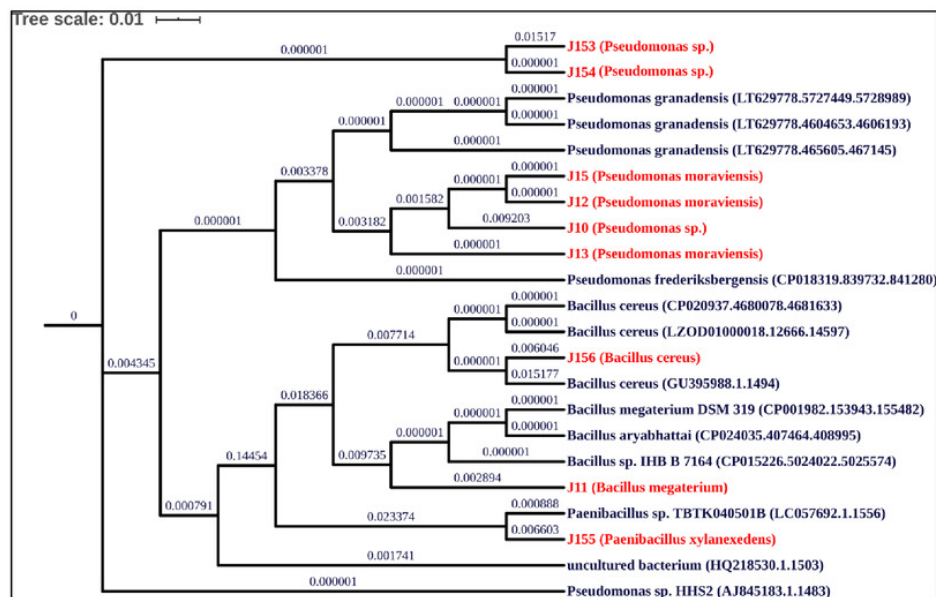 Tree scale: 0.01
0.01517
J153 (Pseudomonas sp.)
0.000001
0.000001
J154 (Pseudomonas sp.)
0.000001
Pseudomonas granadensis (LT629778.5727449.5728989)
0.000001 0.000001
0.000001
Pseudomonas granadensis (LT629778.4604653.4606193)
0.000001
0.000001
Pseudomonas granadensis (LT629778.465605.467145)
0.003378
0.000001
J15 (Pseudomonas moraviensis)
0.000001
0.000001
J12 (Pseudomonas moraviensis)
0.001582
0.009203
J10 (Pseudomonas sp.)
0.000001
0.003182
0.000001
J13 (Pseudomonas moraviensis)
0.000001
Pseudomonas frederiksbergensis (CP018319.839732.841280)
0.000001
Bacillus cereus (CP020937.4680078.4681633)
0
0.007714
0.000001
Bacillus cereus (LZOD01000018.12666.14597)
0.006046
J156 (Bacillus cereus)
0.004345
0.000001
0.015177
Bacillus cereus (GU395988.1.1494)
0.018366
0.000001
Bacillus megaterium DSM 319 (CP001982.153943.155482)
0.000001
0.000001
Bacillus aryabhattai (CP024035.407464.408995)
0.14454
0.009735
0.000001
Bacillus sp. IHB B 7164 (CP015226.5024022.5025574)
0.002894
J11 (Bacillus megaterium)
0.000791
0.000888
Paenibacillus sp. TBTK040501B (LC057692.1.1556)
0.023374
0.006603
J155 (Paenibacillus xylanexedens)
0.001741
uncultured bacterium (HQ218530.1.1503)
0.000001
Pseudomonas sp. HHS2 (AJ845183.1.1483)